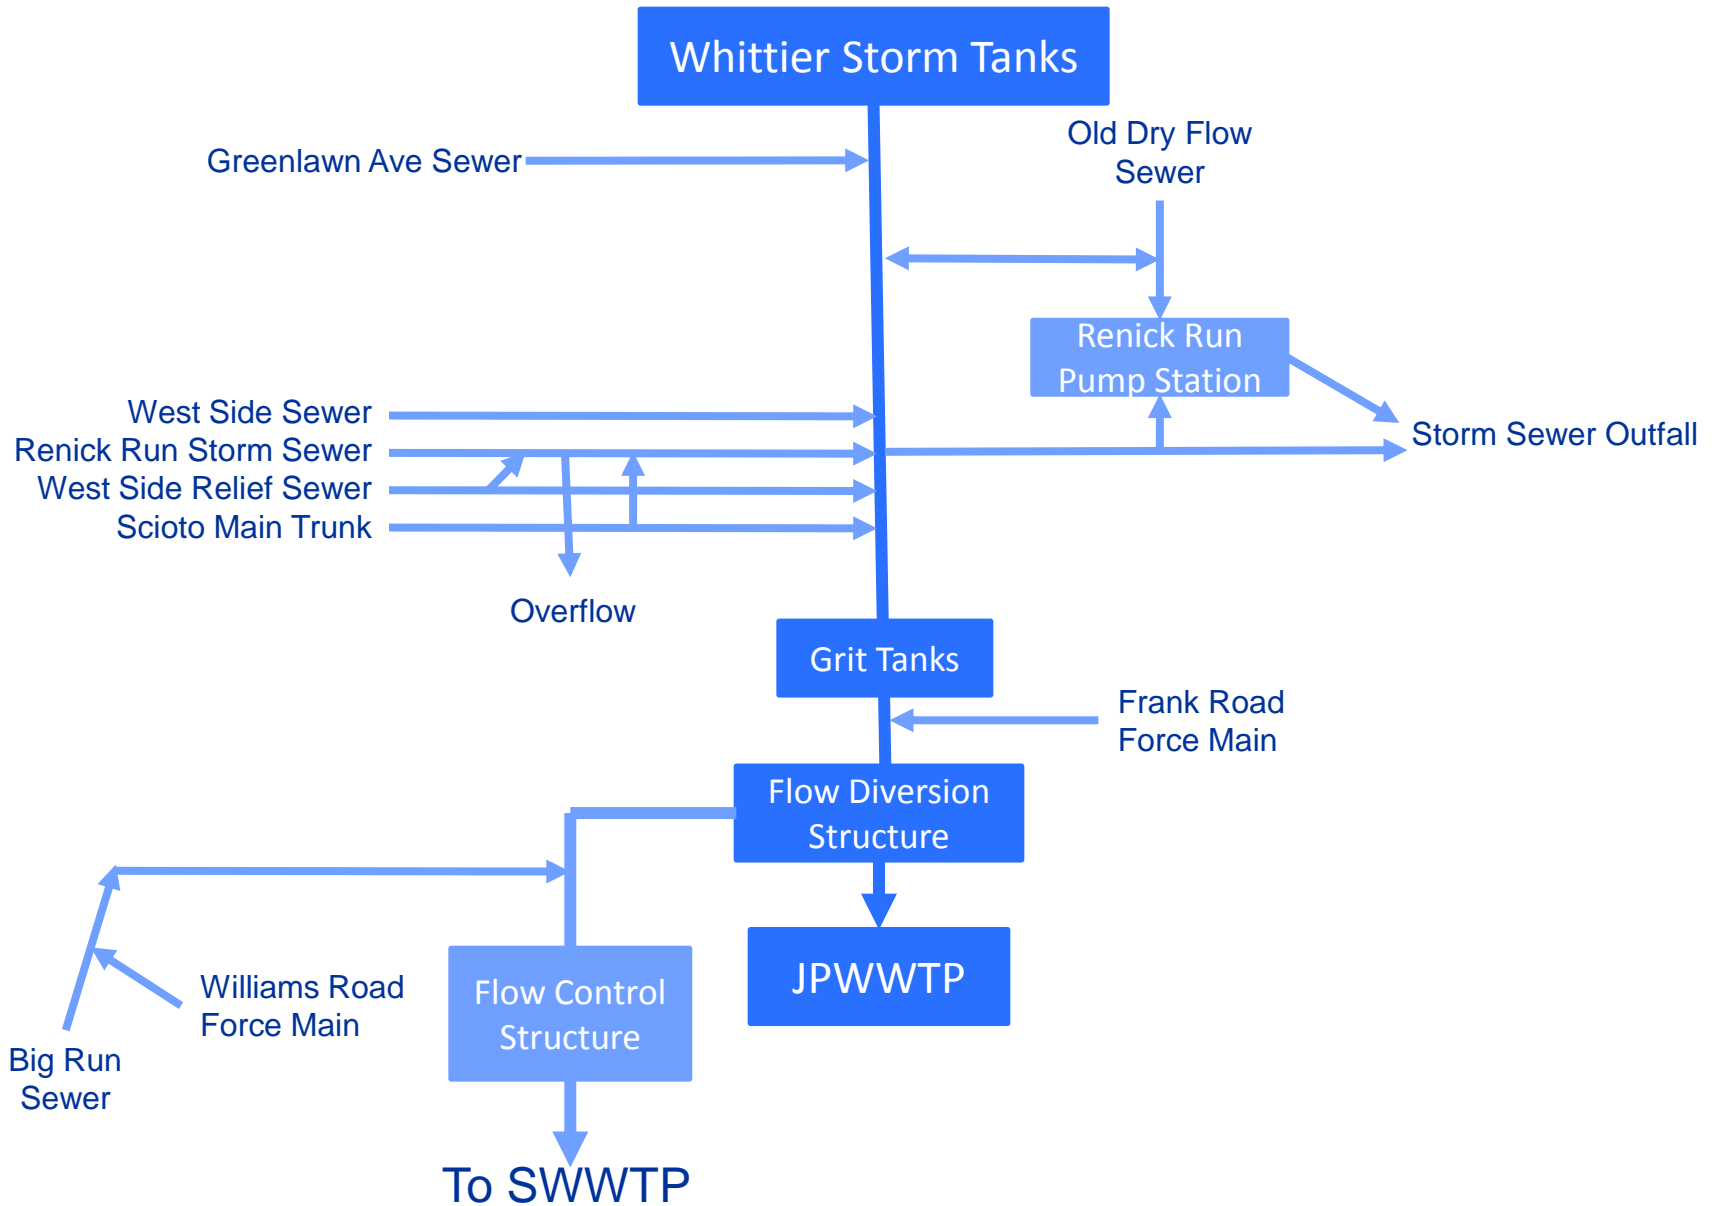 Whittier Storm Tanks
Old Dry Flow
Sewer
Greenlawn Ave Sewer
Renick Run
Pump Station
West Side Sewer
Renick Run Storm Sewer
West Side Relief Sewer
Scioto Main Trunk
Storm Sewer Outfall
Overflow
Grit Tanks
Frank Road
Force Main
Flow Diversion
Structure
JPWWTP
Williams Road
Force Main
Flow Control
Structure
Big Run
Sewer
To SWWTP